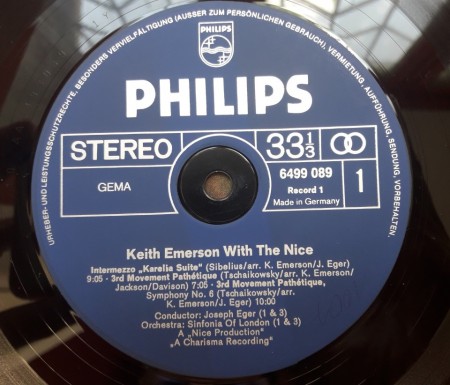 URHEBER- UND LEISTUNGSSCHUTZRECHTE, BESONDERS VERVIELFÄLTIGUNG (AUSSER ZUM PERSÖNLICHEN GEBRAUCH), VERMIETUNG, AUFFÜHRUNG, SENDUNG, VORBEHALTEN.
PHILIPS
PHILIPS
STEREO
33 1/3
GEMA
6499 089
Record 1
Made in Germany
1
Keith Emerson With The Nice
Intermezzo „Karelia Suite" (Sibelius/arr. K. Emerson/J. Eger)
9:05 · 3rd Movement Pathétique (Tschaikowsky/arr. K. Emerson/
Jackson/Davison) 7:05 · 3rd Movement Pathétique,
Symphony No. 6 (Tschaikowsky/arr.
K. Emerson/J. Eger) 10:00
Conductor: Joseph Eger (1 & 3)
Orchestra: Sinfonia Of London (1 & 3)
A „Nice Production"
„A Charisma Recording"